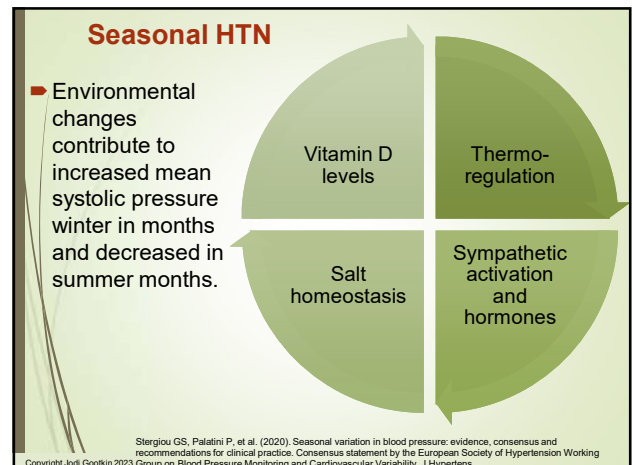 Seasonal HTN
Environmental
changes
contribute to
increased mean
systolic pressure
winter in months
and decreased in
summer months.
Vitamin D
levels
Thermo-
regulation
Salt
homeostasis
Sympathetic
activation
and
hormones
Stergiou GS, Palatini P, et al. (2020). Seasonal variation in blood pressure: evidence, consensus and
recommendations for clinical practice. Consensus statement by the European Society of Hypertension Working
Copyright Jodi Gootkin 2023 Group on Blood Pressure Monitoring and Cardiovascular Variability. J Hypertens.